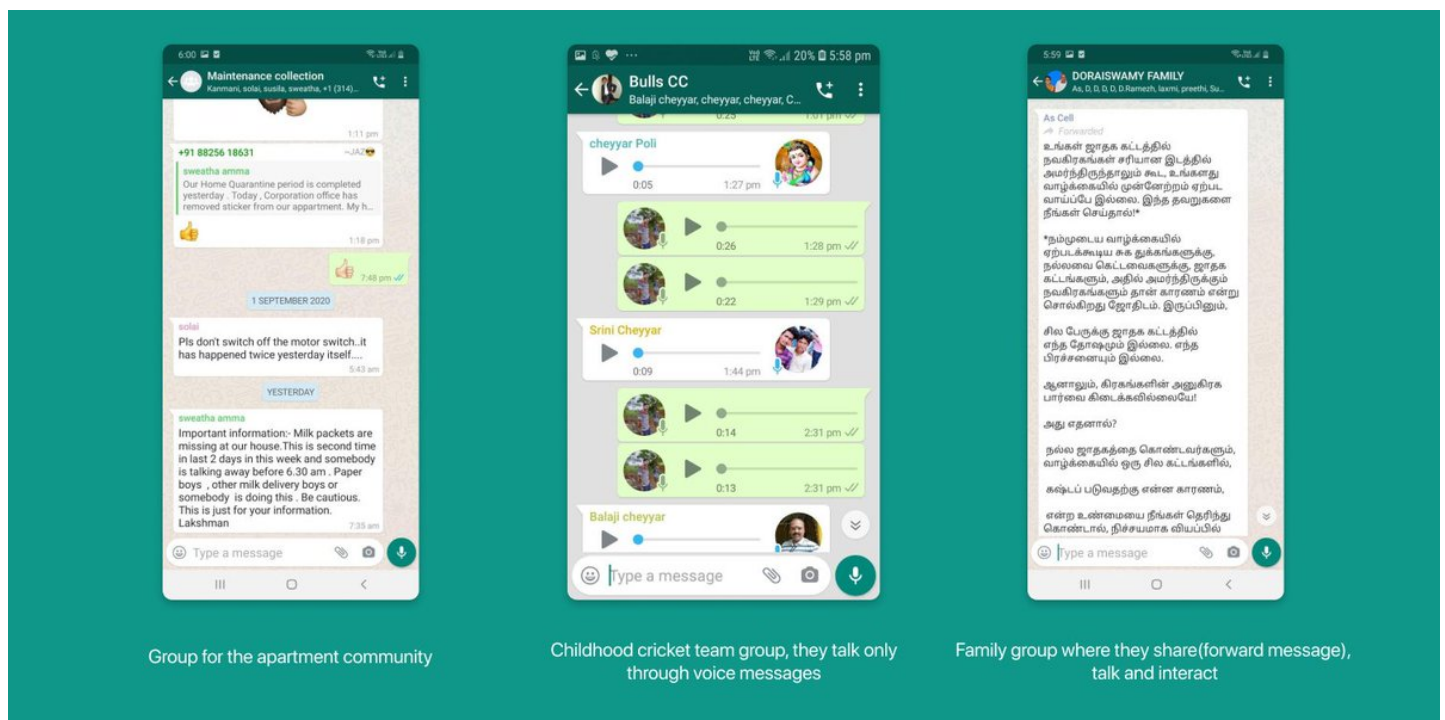 6:00
Maintenance collection
Kanmani, solai, susila, sweatha, +1 (314)...
1:11 pm
+91 88256 18631 ~JAZ😎
sweatha amma
Our Home Quarantine period is completed
yesterday . Today , Corporation office has
removed sticker from our appartment. My h...
👍
1:18 pm
👍 7:48 pm
1 SEPTEMBER 2020
solai
Pls don't switch off the motor switch..it
has happened twice yesterday itself....
5:43 am
YESTERDAY
sweatha amma
Important information:- Milk packets are
missing at our house.This is second time
in last 2 days in this week and somebody
is talking away before 6.30 am . Paper
boys , other milk delivery boys or
somebody is doing this . Be cautious.
This is just for your information.
Lakshman
7:35 am
Type a message
Group for the apartment community
20% 5:58 pm
Bulls CC
Balaji cheyyar, cheyyar, cheyyar, C...
0:25 1:01 pm
cheyyar Poli
0:05 1:27 pm
0:26 1:28 pm
0:22 1:29 pm
Srini Cheyyar
0:09 1:44 pm
0:14 2:31 pm
0:13 2:31 pm
Balaji cheyyar
Type a message
Childhood cricket team group, they talk only
through voice messages
5:59
DORAISWAMY FAMILY
As, D, D, D, D, D.Ramezh, laxmi, preethi, Su...
As Cell
Forwarded
உங்கள் ஜாதக கட்டத்தில்
நவகிரகங்கள் சரியான இடத்தில்
அமர்ந்திருந்தாலும் கூட, உங்களது
வாழ்க்கையில் முன்னேற்றம் ஏற்பட
வாய்ப்பே இல்லை. இந்த தவறுகளை
நீங்கள் செய்தால்!*
*நம்முடைய வாழ்க்கையில்
ஏற்படக்கூடிய சுக துக்கங்களுக்கு,
நல்லவை கெட்டவைகளுக்கு, ஜாதக
கட்டங்களும், அதில் அமர்ந்திருக்கும்
நவகிரகங்களும் தான் காரணம் என்று
சொல்கிறது ஜோதிடம். இருப்பினும்,
சில பேருக்கு ஜாதக கட்டத்தில்
எந்த தோஷமும் இல்லை. எந்த
பிரச்சனையும் இல்லை.
ஆனாலும், கிரகங்களின் அனுகிரக
பார்வை கிடைக்கவில்லையே!
அது எதனால்?
நல்ல ஜாதகத்தை கொண்டவர்களும்,
வாழ்க்கையில் ஒரு சில கட்டங்களில்,
கஷ்டப் படுவதற்கு என்ன காரணம்,
என்ற உண்மையை நீங்கள் தெரிந்து
கொண்டால், நிச்சயமாக வியப்பில்
Type a message
Family group where they share(forward message),
talk and interact